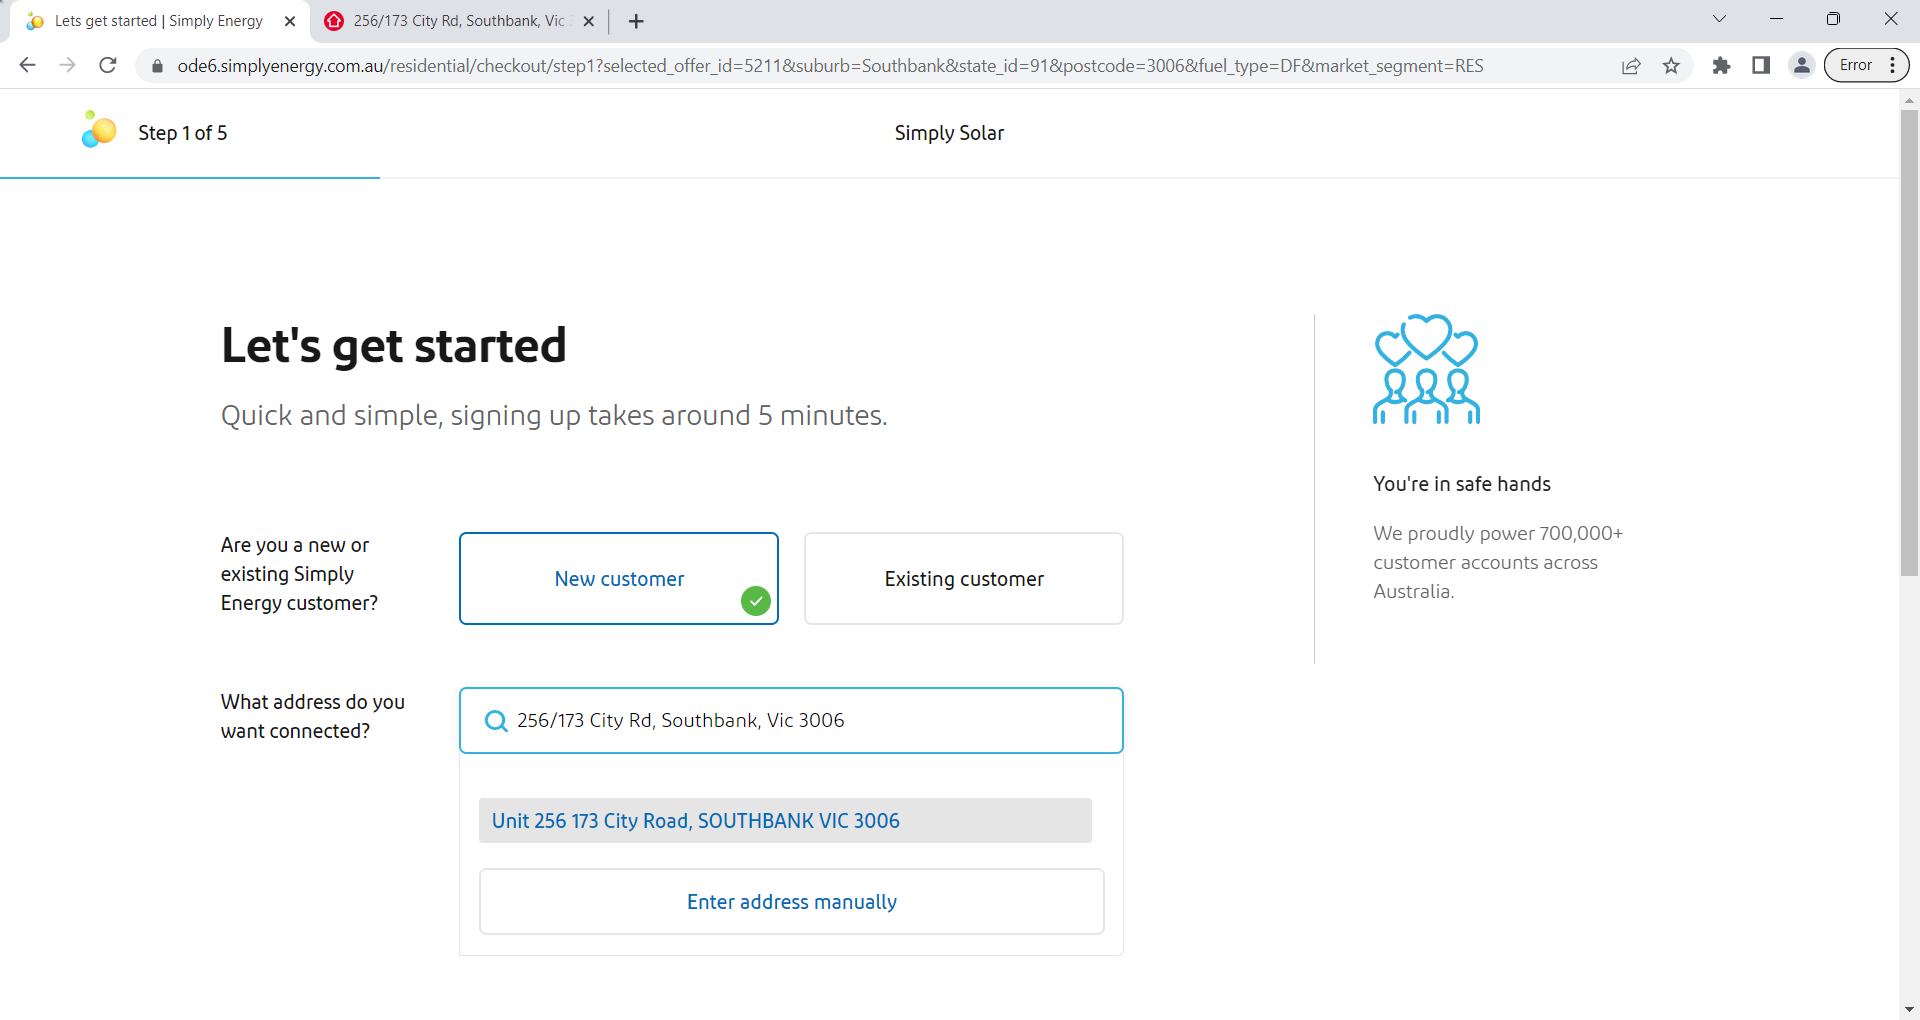 Lets get started | Simply Energy
256/173 City Rd, Southbank, Vic
ode6.simplyenergy.com.au/residential/checkout/step1?selected_offer_id=5211&suburb=Southbank&state_id=91&postcode=3006&fuel_type=DF&market_segment=RES
Error
Step 1 of 5
Simply Solar
Let's get started
Quick and simple, signing up takes around 5 minutes.
Are you a new or
existing Simply
Energy customer?
New customer
Existing customer
What address do you
want connected?
256/173 City Rd, Southbank, Vic 3006
Unit 256 173 City Road, SOUTHBANK VIC 3006
Enter address manually
You're in safe hands
We proudly power 700,000+
customer accounts across
Australia.